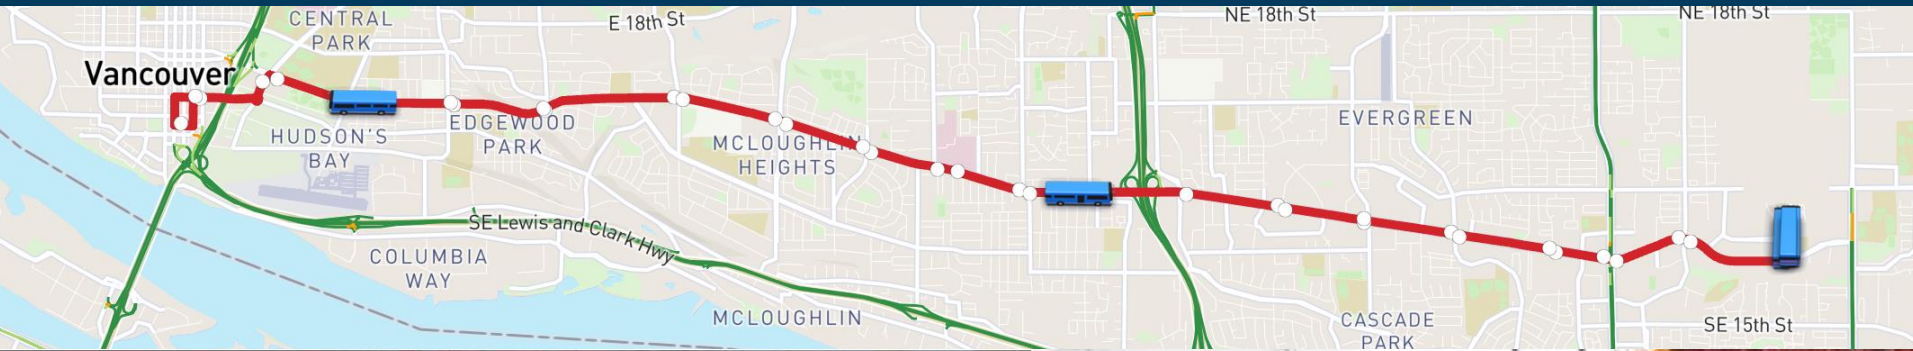 CENTRAL
PARK
E 18th St
NE 18th St
NE 18th St
Vancouver
HUDSON'S
BAY
EDGEWOOD
PARK
MCLOUGHLIN
HEIGHTS
EVERGREEN
SE Lewis and Clark Hwy
COLUMBIA
WAY
MCLOUGHLIN
CASCADE
PARK
SE 15th St